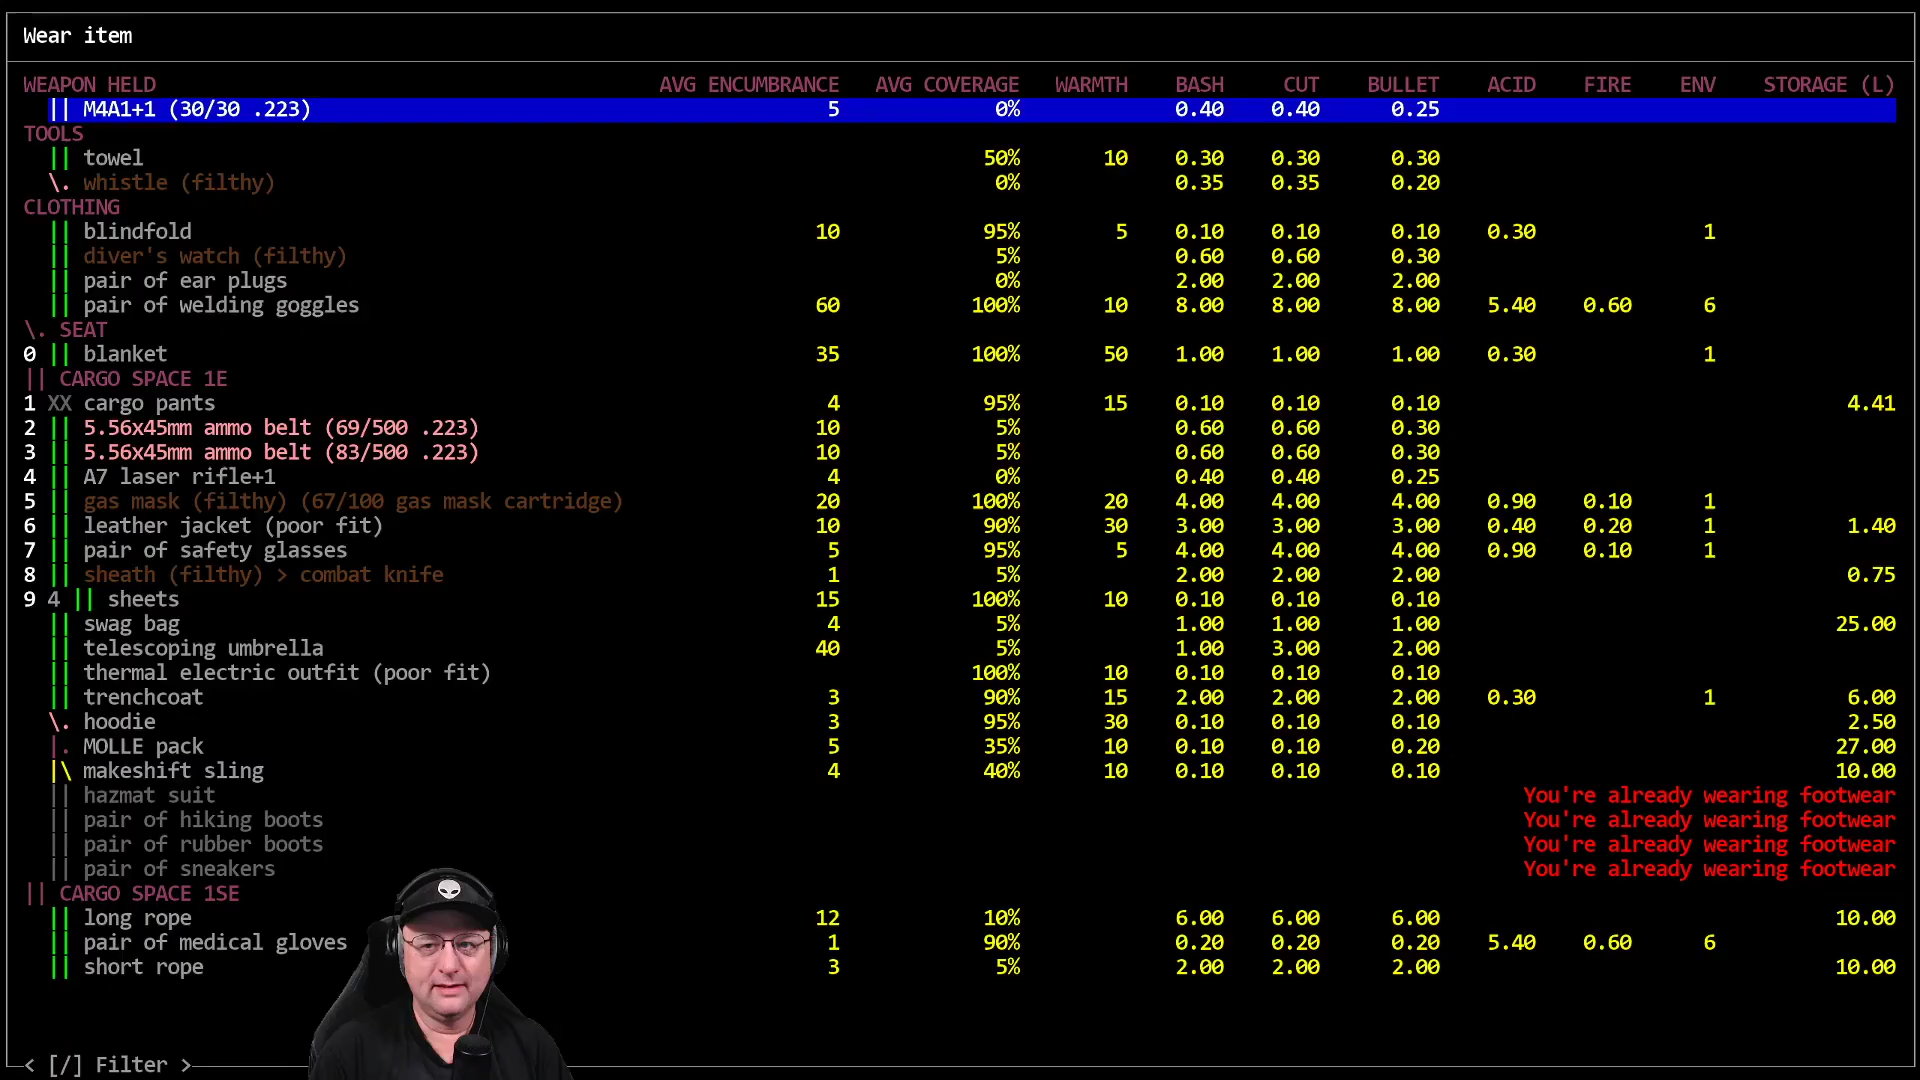 Wear item
WEAPON HELD AVG ENCUMBRANCE AVG COVERAGE WARMTH BASH CUT BULLET ACID FIRE ENV STORAGE (L)
|| M4A1+1 (30/30 .223) 5 0% 0.40 0.40 0.25
TOOLS
|| towel 50% 10 0.30 0.30 0.30
\. whistle (filthy) 0% 0.35 0.35 0.20
CLOTHING
|| blindfold 10 95% 5 0.10 0.10 0.10 0.30 1
|| diver's watch (filthy) 5% 0.60 0.60 0.30
|| pair of ear plugs 0% 2.00 2.00 2.00
|| pair of welding goggles 60 100% 10 8.00 8.00 8.00 5.40 0.60 6
\. SEAT
0 || blanket 35 100% 50 1.00 1.00 1.00 0.30 1
|| CARGO SPACE 1E
1 XX cargo pants 4 95% 15 0.10 0.10 0.10 4.41
2 || 5.56x45mm ammo belt (69/500 .223) 10 5% 0.60 0.60 0.30
3 || 5.56x45mm ammo belt (83/500 .223) 10 5% 0.60 0.60 0.30
4 || A7 laser rifle+1 4 0% 0.40 0.40 0.25
5 || gas mask (filthy) (67/100 gas mask cartridge) 20 100% 20 4.00 4.00 4.00 0.90 0.10 1
6 || leather jacket (poor fit) 10 90% 30 3.00 3.00 3.00 0.40 0.20 1 1.40
7 || pair of safety glasses 5 95% 5 4.00 4.00 4.00 0.90 0.10 1
8 || sheath (filthy) > combat knife 1 5% 2.00 2.00 2.00 0.75
9 4 || sheets 15 100% 10 0.10 0.10 0.10
|| swag bag 4 5% 1.00 1.00 1.00 25.00
|| telescoping umbrella 40 5% 1.00 3.00 2.00
|| thermal electric outfit (poor fit) 100% 10 0.10 0.10 0.10
|| trenchcoat 3 90% 15 2.00 2.00 2.00 0.30 1 6.00
\. hoodie 3 95% 30 0.10 0.10 0.10 2.50
|. MOLLE pack 5 35% 10 0.10 0.10 0.20 27.00
|\ makeshift sling 4 40% 10 0.10 0.10 0.10 10.00
|| hazmat suit You're already wearing footwear
|| pair of hiking boots You're already wearing footwear
|| pair of rubber boots You're already wearing footwear
|| pair of sneakers You're already wearing footwear
|| CARGO SPACE 1SE
|| long rope 12 10% 6.00 6.00 6.00 10.00
|| pair of medical gloves 1 90% 0.20 0.20 0.20 5.40 0.60 6
|| short rope 3 5% 2.00 2.00 2.00 10.00
< [/] Filter >